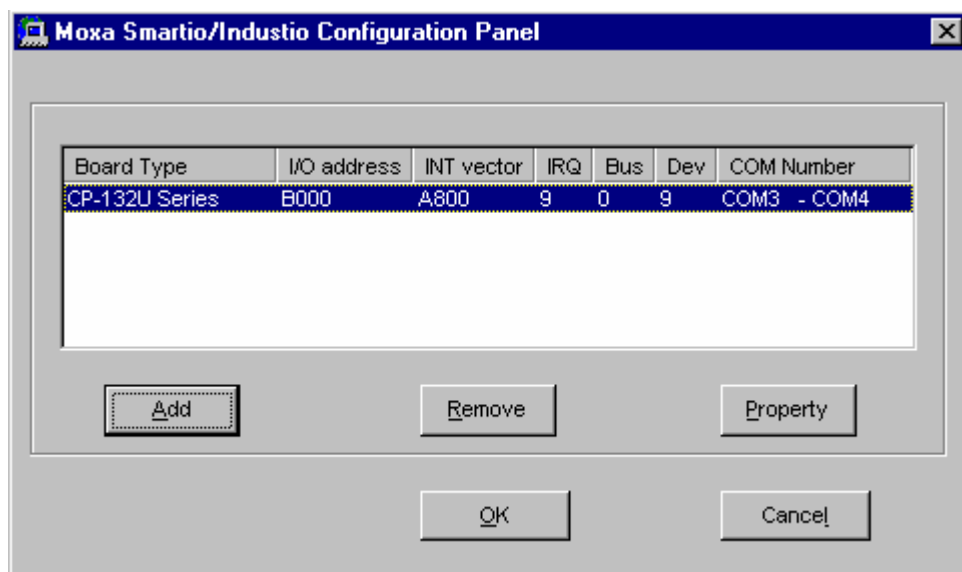 Moxa Smartio/Industio Configuration Panel
Board Type I/O address INT vector IRQ Bus Dev COM Number
CP-132U Series B000 A800 9 0 9 COM3 - COM4
Add Remove Property
OK Cancel